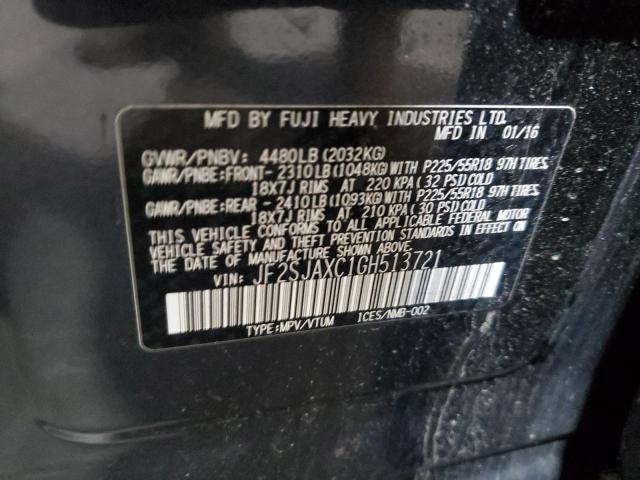 MFD BY FUJI HEAVY INDUSTRIES LTD.
MFD IN 01/16
GVWR/PNBV: 4480LB (2032KG)
GAWR/PNBE: FRONT- 2310LB (1048KG) WITH P225/55R18 97H TIRES,
18X7J RIMS AT 220 KPA (32 PSI) COLD
GAWR/PNBE: REAR - 2410LB (1093KG) WITH P225/55R18 97H TIRES,
18X7J RIMS AT 210 KPA (30 PSI) COLD
THIS VEHICLE CONFORMS TO ALL APPLICABLE FEDERAL MOTOR
VEHICLE SAFETY AND THEFT PREVENTION STANDARDS IN EFFECT ON
THE DATE OF MANUFACTURE SHOWN ABOVE.
VIN: JF2SJAXC1GH513721
TYPE: MPV/VTUM ICES/NMB-002